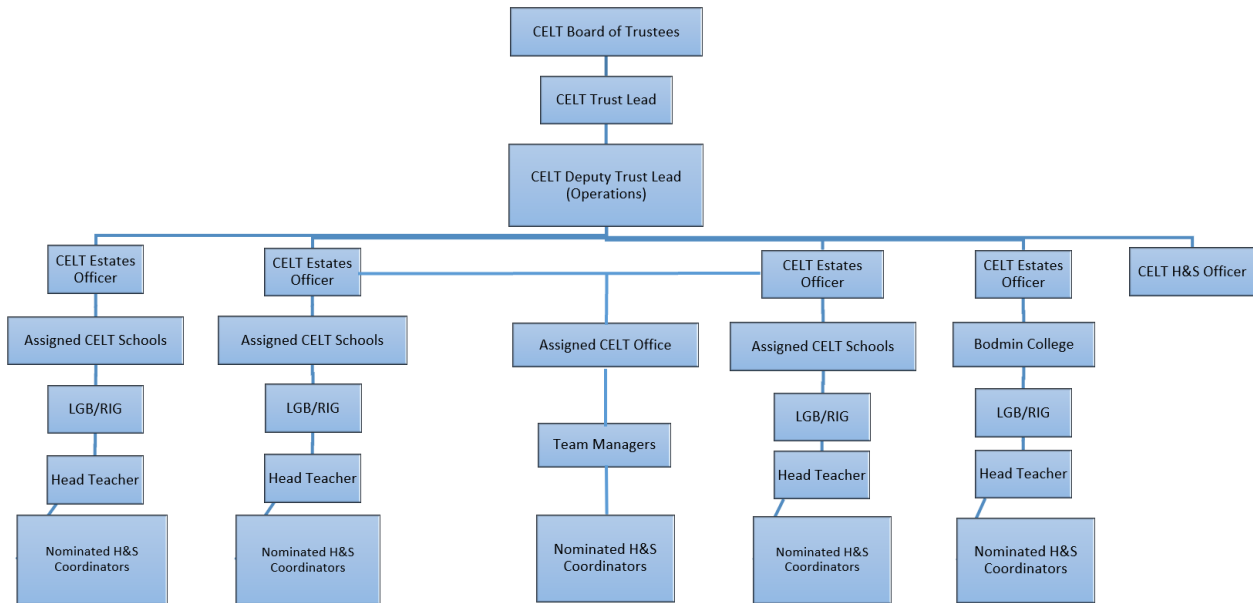 CELT Board of Trustees
CELT Trust Lead
CELT Deputy Trust Lead
(Operations)
CELT Estates
Officer
CELT Estates
Officer
CELT Estates
Officer
CELT Estates
Officer
CELT H&S Officer
Assigned CELT Schools
Assigned CELT Schools
Assigned CELT Office
Assigned CELT Schools
Bodmin College
LGB/RIG
LGB/RIG
LGB/RIG
LGB/RIG
Team Managers
Head Teacher
Head Teacher
Head Teacher
Head Teacher
Nominated H&S
Coordinators
Nominated H&S
Coordinators
Nominated H&S
Coordinators
Nominated H&S
Coordinators
Nominated H&S
Coordinators